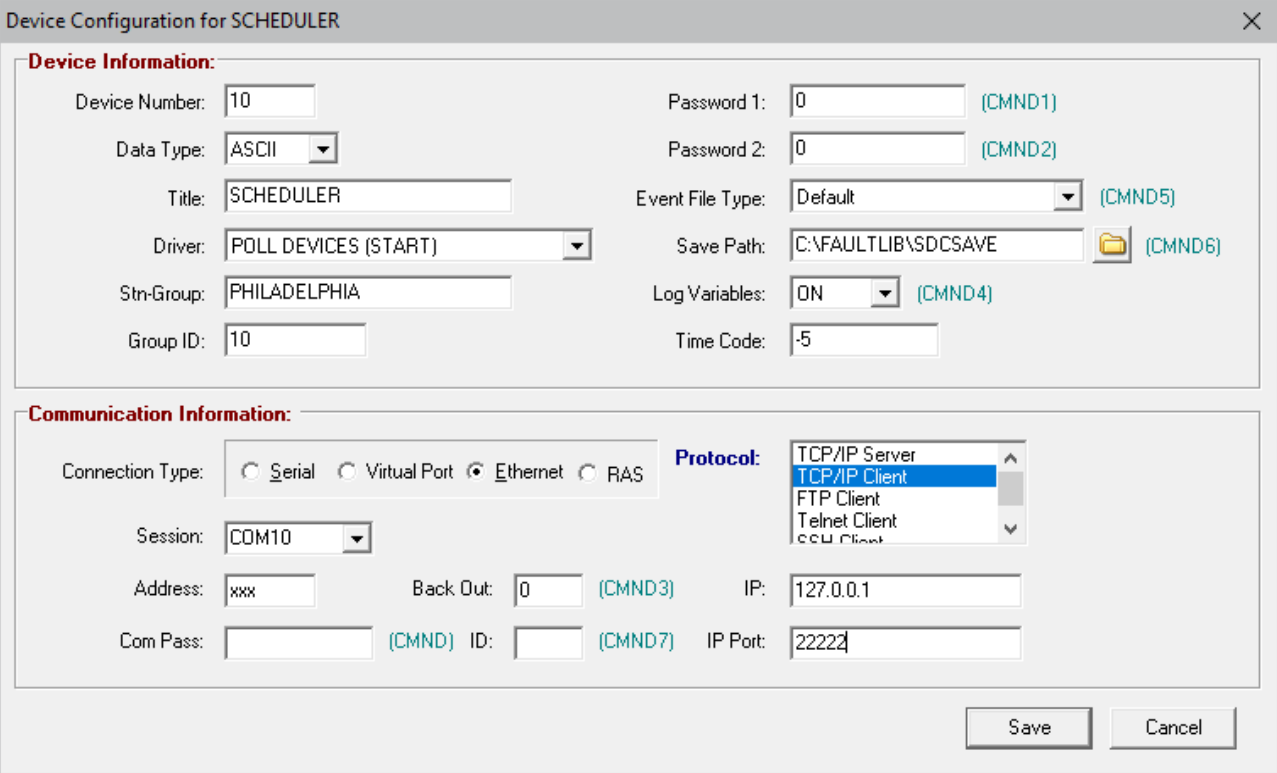 Device Configuration for SCHEDULER
Device Information:
Device Number: 10
Password 1: 0 (CMND1)
Data Type: ASCII
Password 2: 0 (CMND2)
Title: SCHEDULER
Event File Type: Default (CMND5)
Driver: POLL DEVICES (START)
Save Path: C:\FAULTLIB\SDCSAVE (CMND6)
Stn-Group: PHILADELPHIA
Log Variables: ON (CMND4)
Group ID: 10
Time Code: -5
Communication Information:
Connection Type: Serial Virtual Port Ethernet RAS
Protocol:
TCP/IP Server
TCP/IP Client
FTP Client
Telnet Client
SSH Client
Session: COM10
Address: xxx Back Out: 0 (CMND3) IP: 127.0.0.1
Com Pass: (CMND) ID: (CMND7) IP Port: 22222
Save Cancel